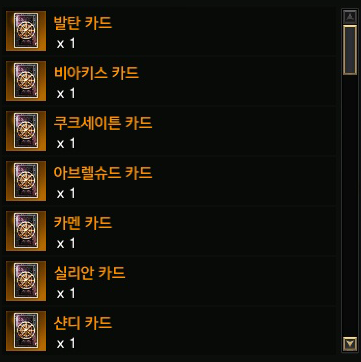 발탄 카드
x 1
비아키스 카드
x 1
쿠크세이튼 카드
x 1
아브렐슈드 카드
x 1
카멘 카드
x 1
실리안 카드
x 1
샨디 카드
x 1